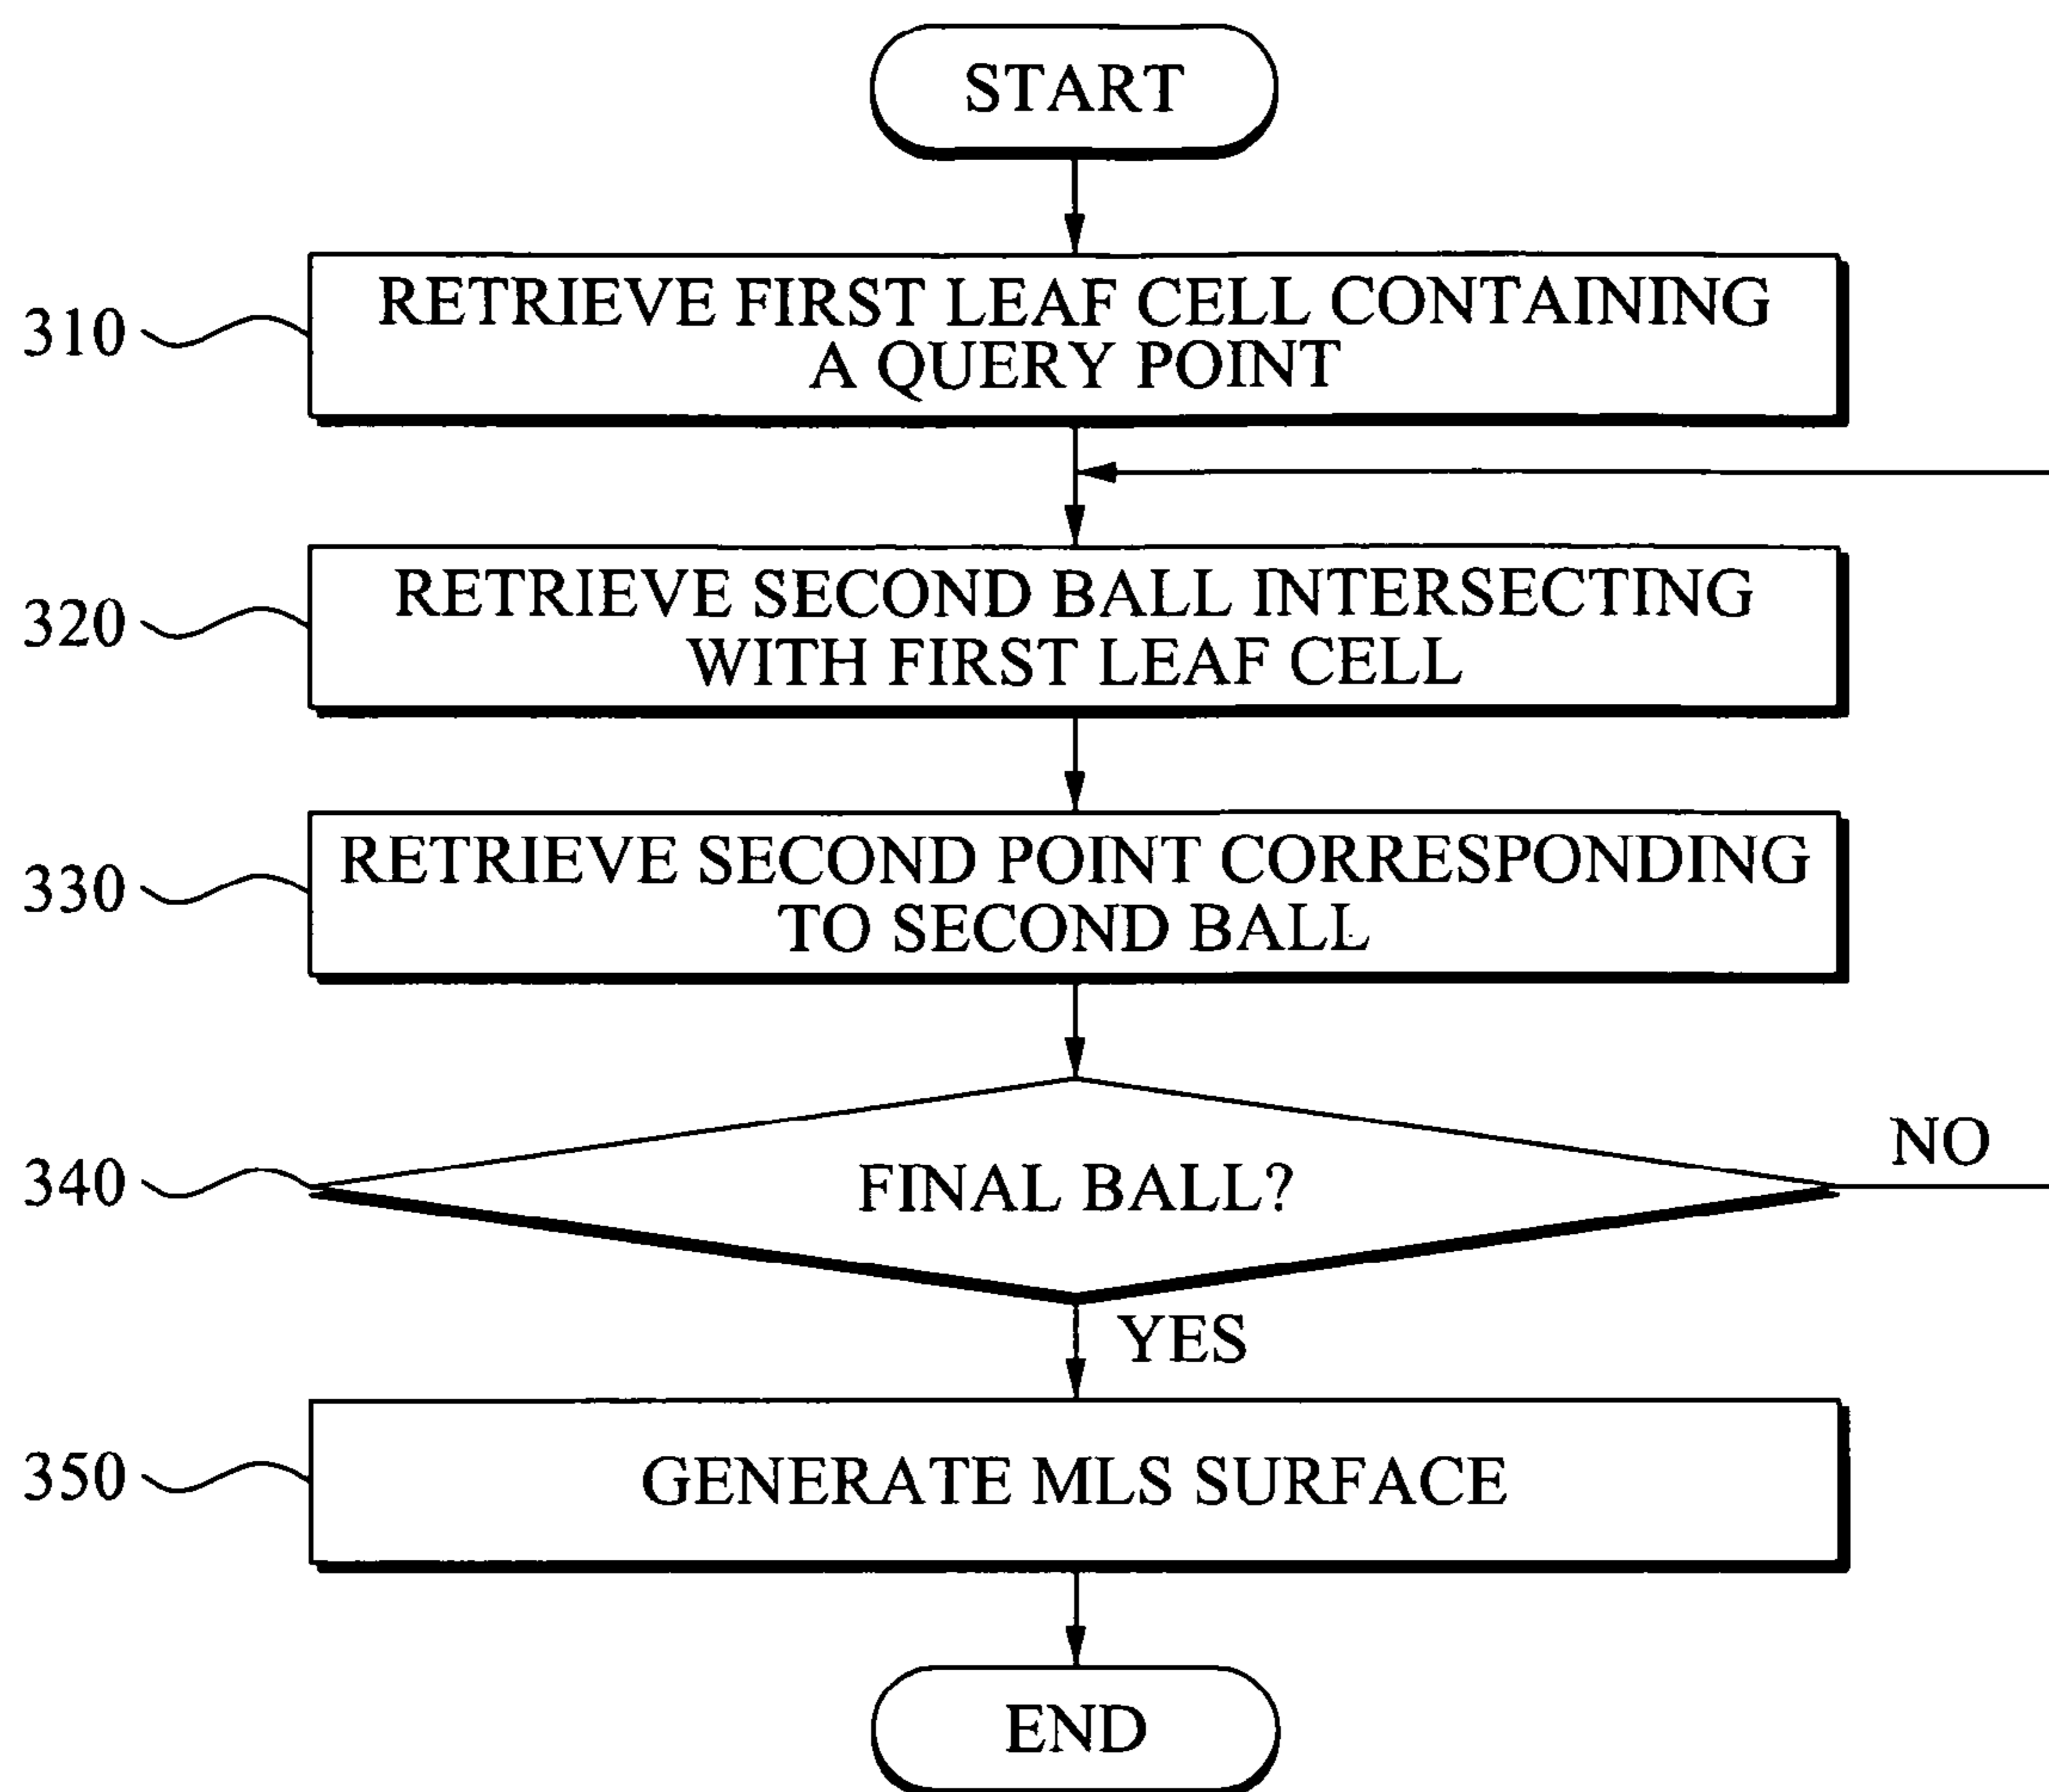 START
310
RETRIEVE FIRST LEAF CELL CONTAINING
A QUERY POINT
320
RETRIEVE SECOND BALL INTERSECTING
WITH FIRST LEAF CELL
330
RETRIEVE SECOND POINT CORRESPONDING
TO SECOND BALL
340
FINAL BALL?
NO
YES
350
GENERATE MLS SURFACE
END